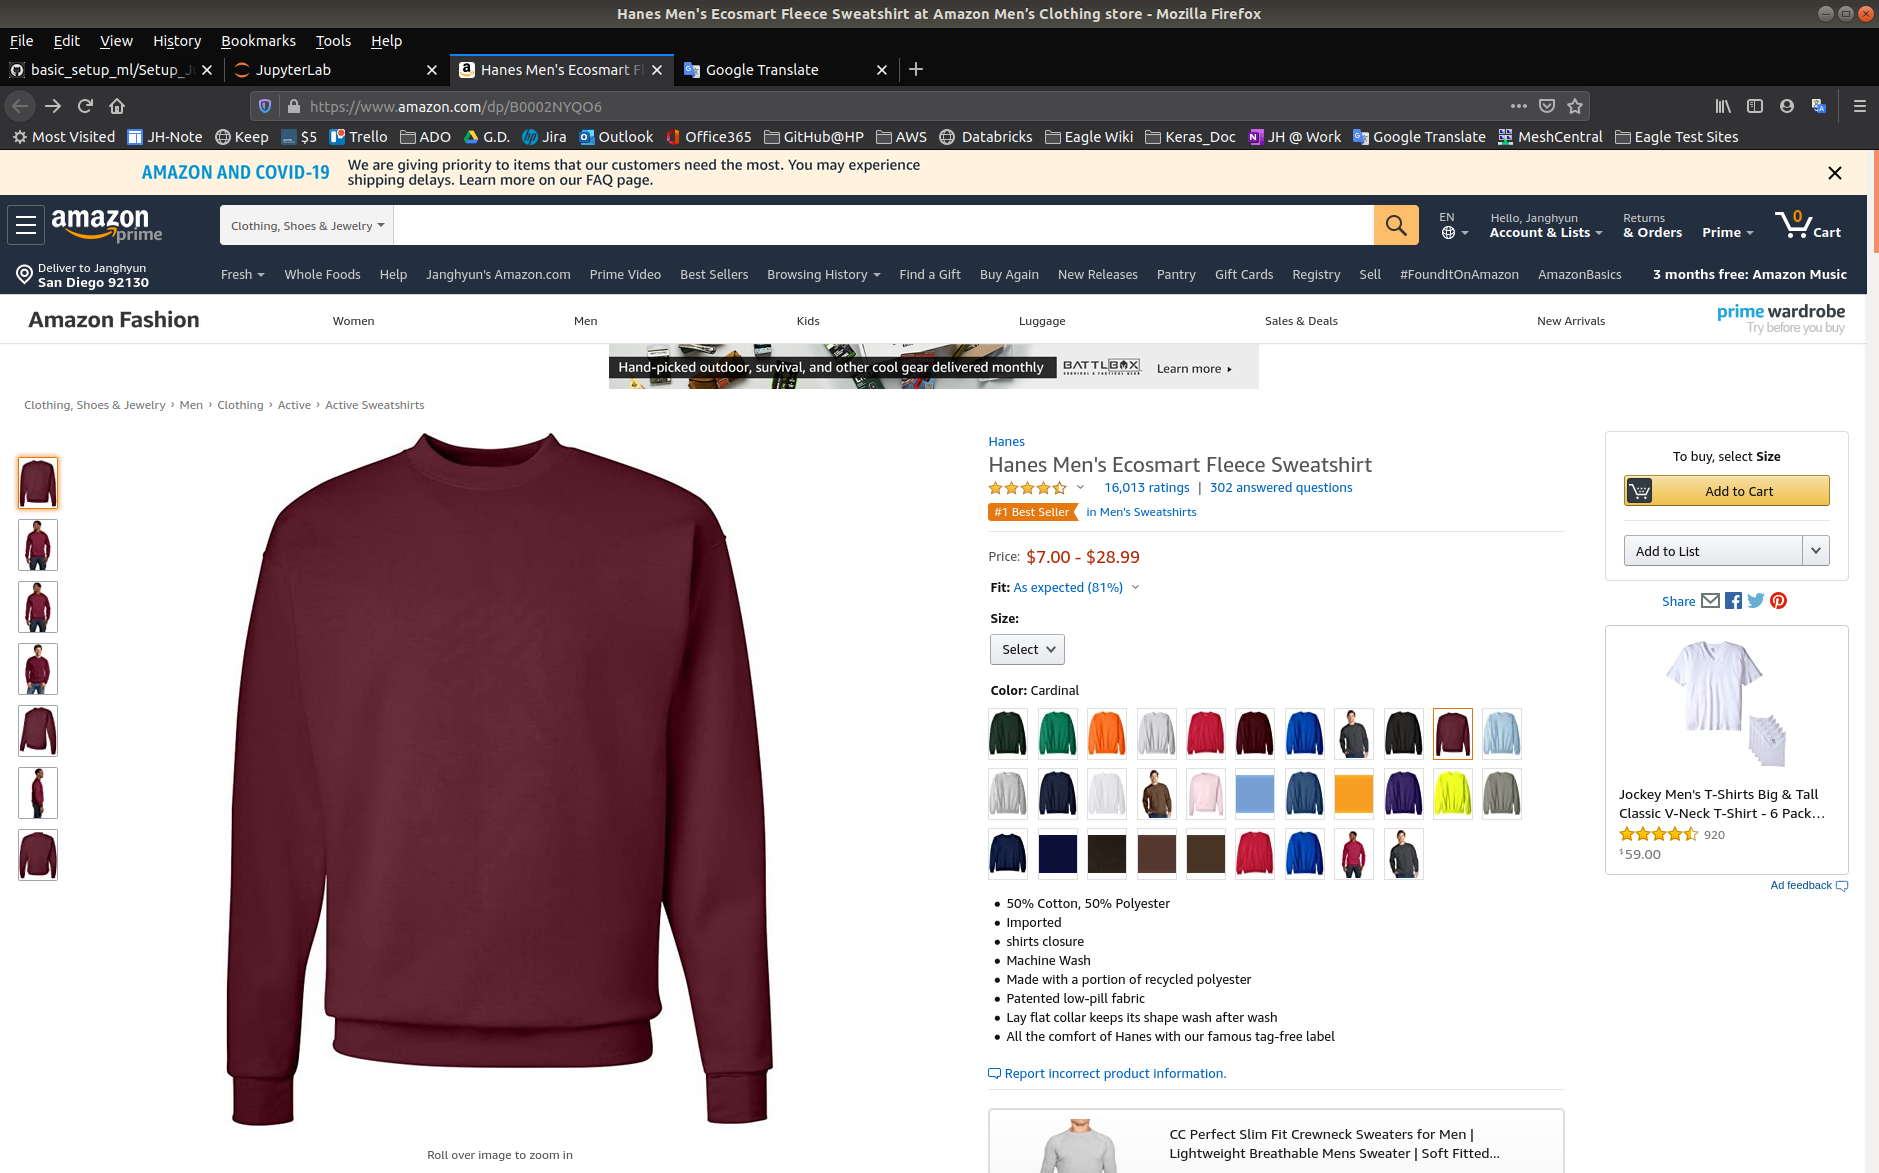 Hanes Men's Ecosmart Fleece Sweatshirt at Amazon Men’s Clothing store - Mozilla Firefox
File Edit View History Bookmarks Tools Help
basic_setup_ml/Setup_J
JupyterLab
Hanes Men's Ecosmart Fl
Google Translate
https://www.amazon.com/dp/B0002NYQO6
Most Visited JH-Note Keep $5 Trello ADO G.D. Jira Outlook Office365 GitHub@HP AWS Databricks Eagle Wiki Keras_Doc JH @ Work Google Translate MeshCentral Eagle Test Sites
AMAZON AND COVID-19
We are giving priority to items that our customers need the most. You may experience
shipping delays. Learn more on our FAQ page.
amazon
prime
Clothing, Shoes & Jewelry
EN
Hello, Janghyun
Account & Lists
Returns
& Orders
Prime
0
Cart
Deliver to Janghyun
San Diego 92130
Fresh Whole Foods Help Janghyun's Amazon.com Prime Video Best Sellers Browsing History Find a Gift Buy Again New Releases Pantry Gift Cards Registry Sell #FoundItOnAmazon AmazonBasics
3 months free: Amazon Music
Amazon Fashion
Women Men Kids Luggage Sales & Deals New Arrivals
prime wardrobe
Try before you buy
Hand-picked outdoor, survival, and other cool gear delivered monthly
BATTLBOX
Learn more
Clothing, Shoes & Jewelry › Men › Clothing › Active › Active Sweatshirts
Roll over image to zoom in
Hanes
Hanes Men's Ecosmart Fleece Sweatshirt
16,013 ratings | 302 answered questions
#1 Best Seller in Men's Sweatshirts
Price: $7.00 - $28.99
Fit: As expected (81%)
Size:
Select
Color: Cardinal
• 50% Cotton, 50% Polyester
• Imported
• shirts closure
• Machine Wash
• Made with a portion of recycled polyester
• Patented low-pill fabric
• Lay flat collar keeps its shape wash after wash
• All the comfort of Hanes with our famous tag-free label
Report incorrect product information.
CC Perfect Slim Fit Crewneck Sweaters for Men |
Lightweight Breathable Mens Sweater | Soft Fitted...
To buy, select Size
Add to Cart
Add to List
Share
Jockey Men's T-Shirts Big & Tall
Classic V-Neck T-Shirt - 6 Pack...
920
$59.00
Ad feedback